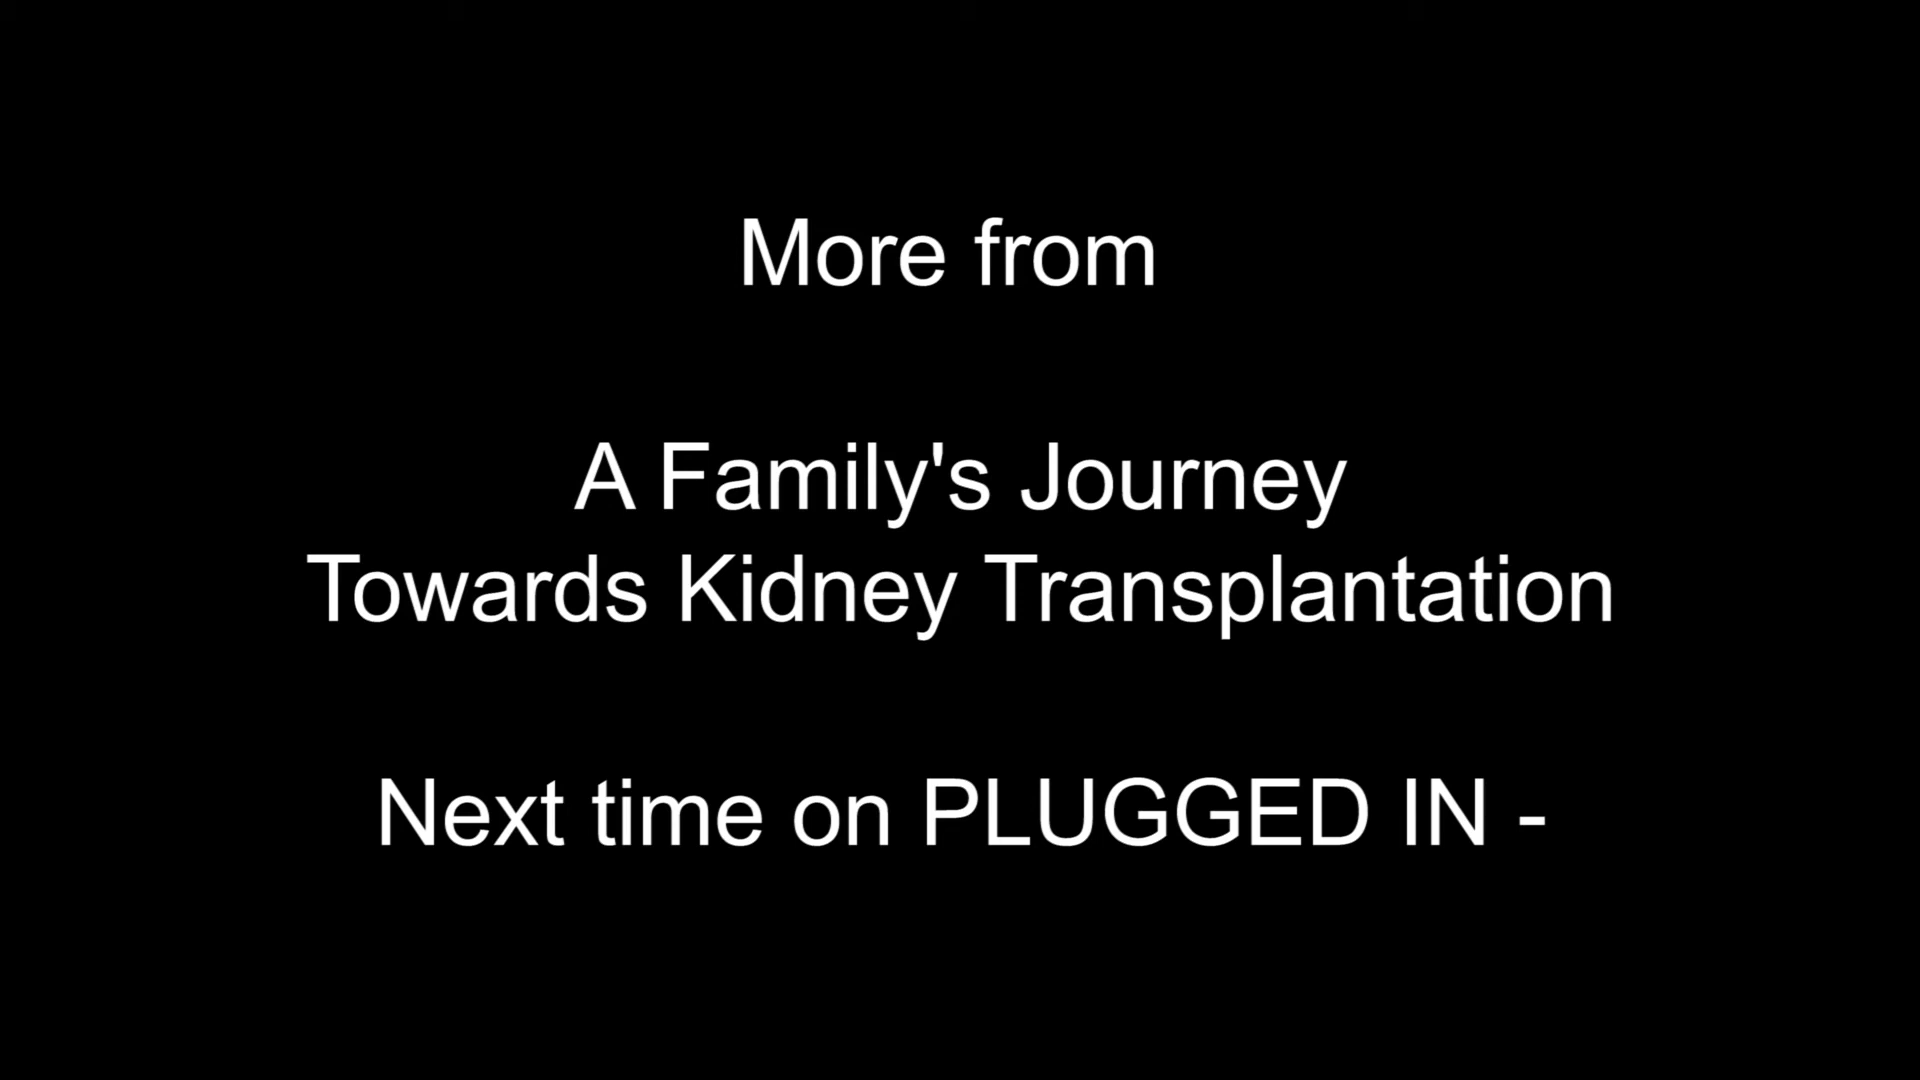 More from
A Family's Journey
Towards Kidney Transplantation
Next time on PLUGGED IN -